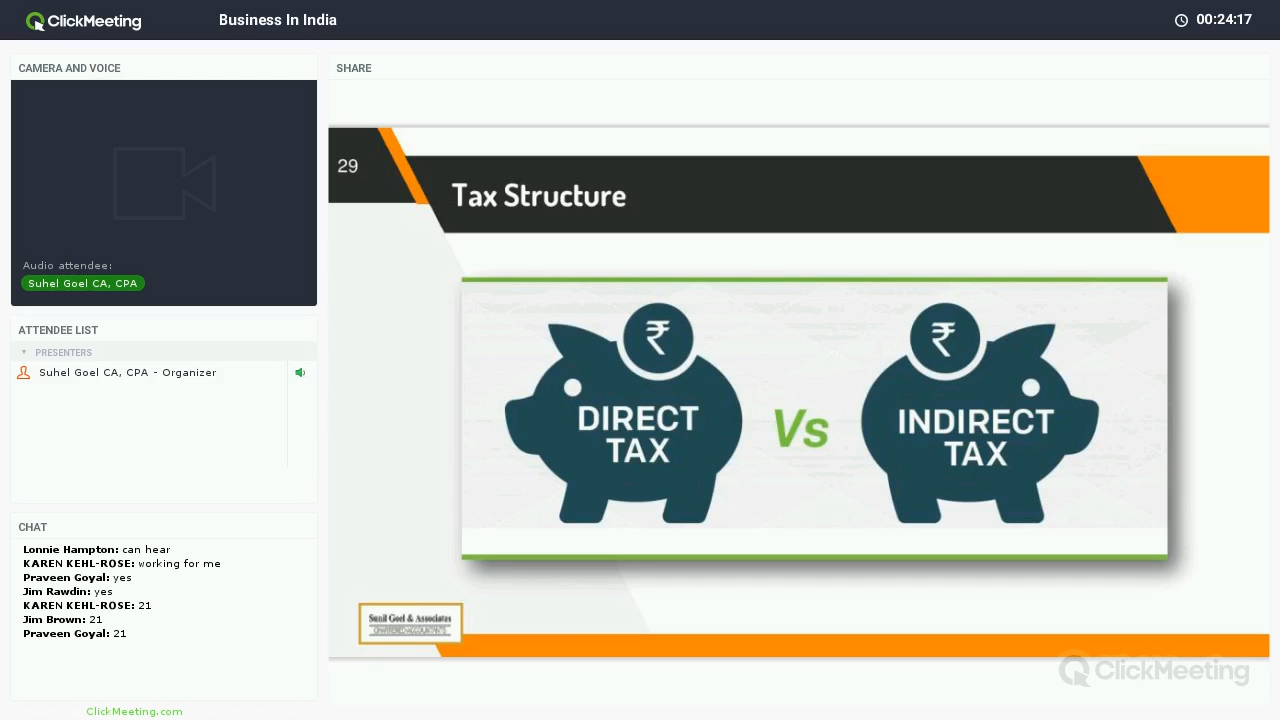 ClickMeeting
Business In India
00:24:17
CAMERA AND VOICE
Audio attendee:
Suhel Goel CA, CPA
ATTENDEE LIST
PRESENTERS
Suhel Goel CA, CPA - Organizer
CHAT
Lonnie Hampton: can hear
KAREN KEHL-ROSE: working for me
Praveen Goyal: yes
Jim Rawdin: yes
KAREN KEHL-ROSE: 21
Jim Brown: 21
Praveen Goyal: 21
ClickMeeting.com
SHARE
29
Tax Structure
₹
DIRECT
TAX
Vs
₹
INDIRECT
TAX
Sunil Goel & Associates
CHARTERED ACCOUNTANTS
ClickMeeting